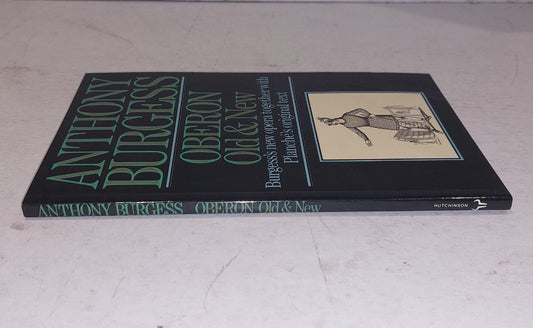 ANTHONY
BURGESS
OBERON
Old & New
Burgess's new opera together with
Planché's original text
ANTHONY BURGESS OBERON Old & New HUTCHINSON